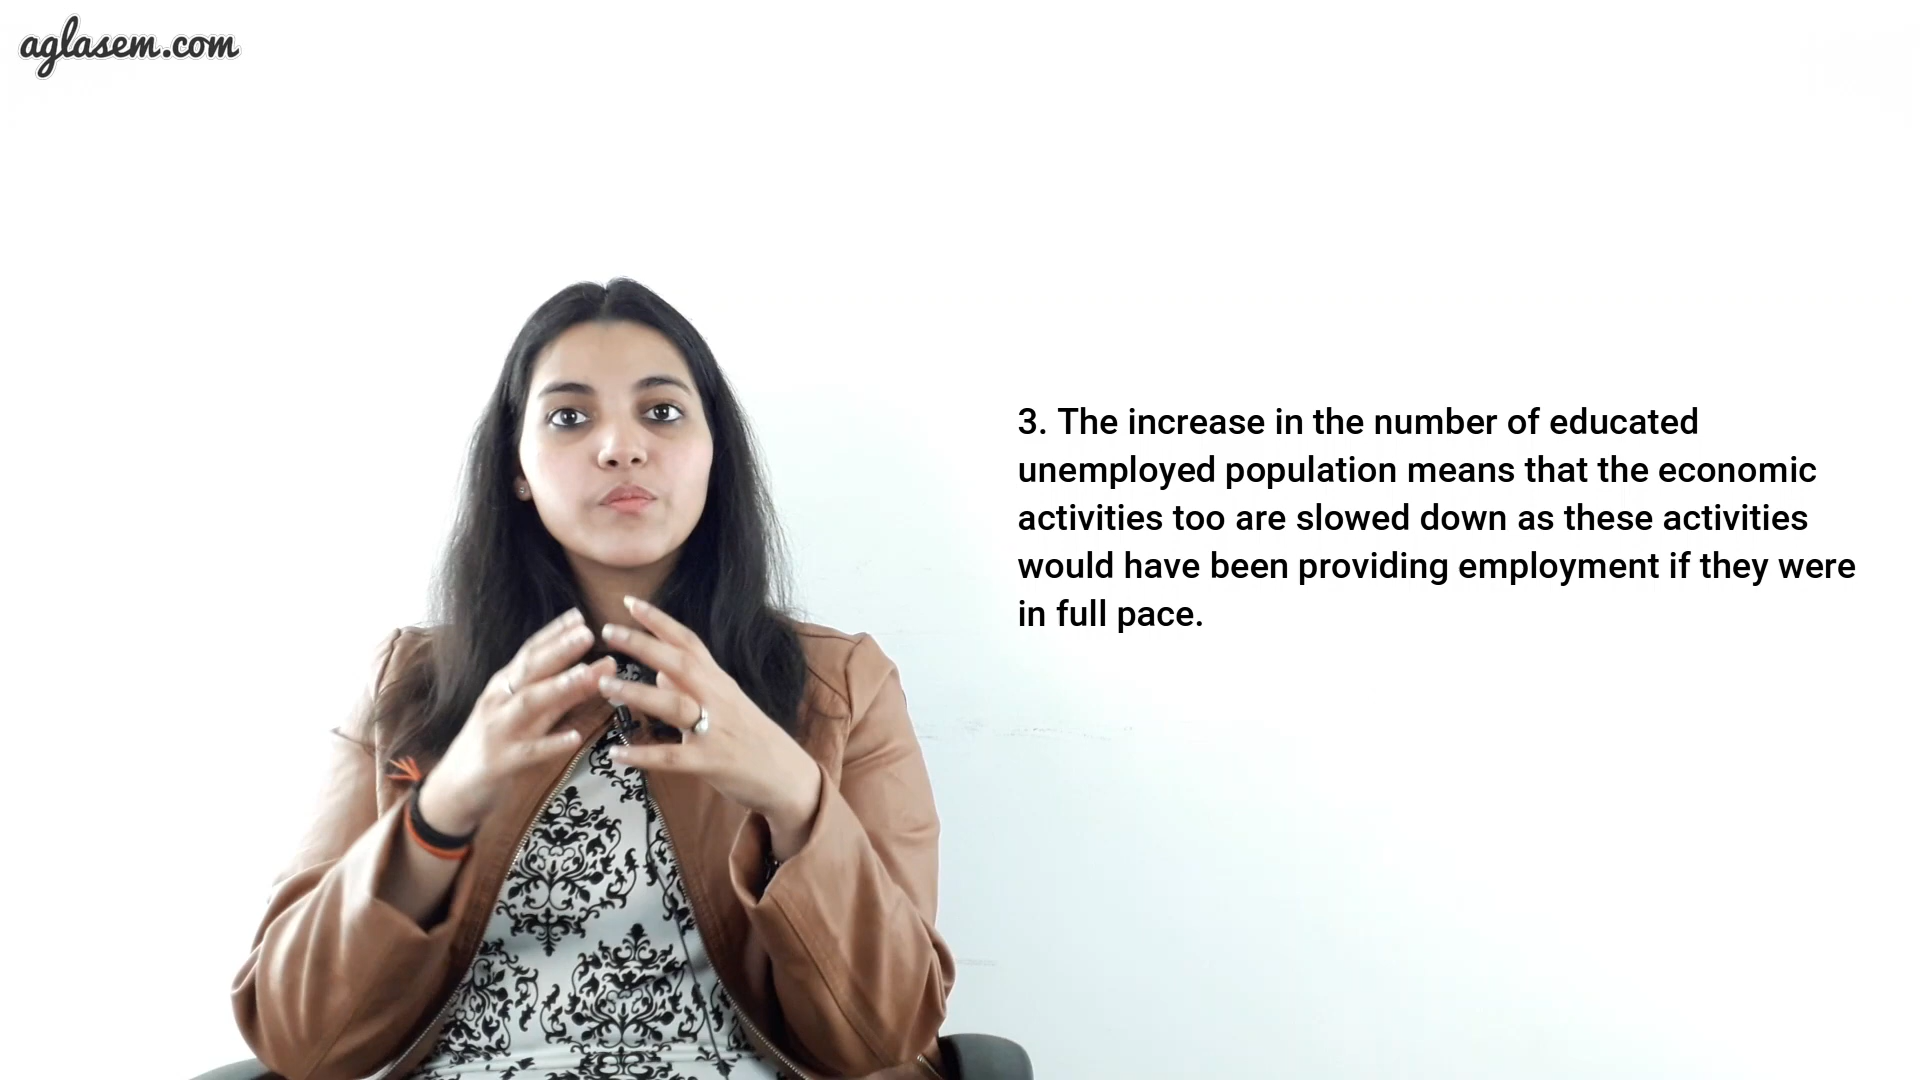 aglasem.com
3. The increase in the number of educated
unemployed population means that the economic
activities too are slowed down as these activities
would have been providing employment if they were
in full pace.